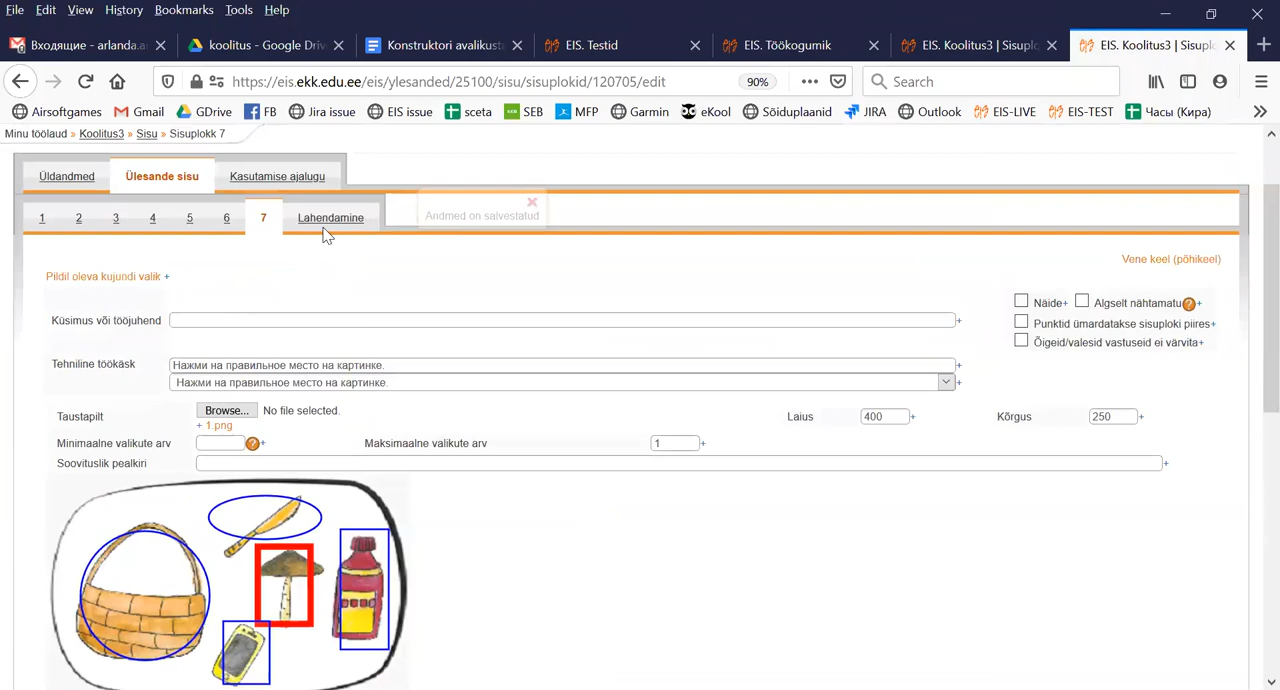 File Edit View History Bookmarks Tools Help
Входящие - arlanda.a
koolitus - Google Driv
Konstruktori avalikusta
EIS. Testid
EIS. Töökogumik
EIS. Koolitus3 | Sisuplo
EIS. Koolitus3 | Sisuplo
https://eis.ekk.edu.ee/eis/ylesanded/25100/sisu/sisuplokid/120705/edit
90%
Search
Airsoftgames Gmail GDrive FB Jira issue EIS issue sceta SEB MFP Garmin eKool Sõiduplaanid JIRA Outlook EIS-LIVE EIS-TEST Часы (Кира)
Minu töölaud » Koolitus3 » Sisu » Sisuplokk 7
Üldandmed Ülesande sisu Kasutamise ajalugu
1 2 3 4 5 6 7 Lahendamine
Andmed on salvestatud
Vene keel (põhikeel)
Pildil oleva kujundi valik +
Näide+ Algselt nähtamatu ? +
Küsimus või tööjuhend +
Punktid ümardatakse sisuploki piires+
Õigeid/valesid vastuseid ei värvita+
Tehniline töökäsk Нажми на правильное место на картинке. +
Нажми на правильное место на картинке. +
Taustapilt Browse... No file selected. Laius 400 + Kõrgus 250 +
+ 1.png
Minimaalne valikute arv ? + Maksimaalne valikute arv 1 +
Soovituslik pealkiri +